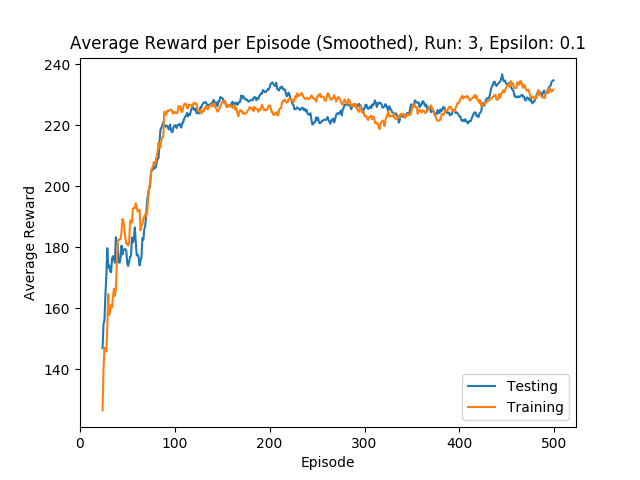 Average Reward per Episode (Smoothed), Run: 3, Epsilon: 0.1
240
220
200
180
160
140
Average Reward
0 100 200 300 400 500
Episode
Testing
Training